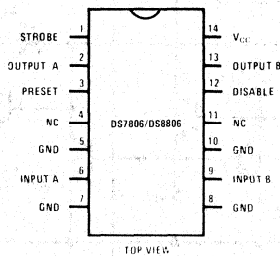 STROBE 1 14 VCC
OUTPUT A 2 13 OUTPUT B
PRESET 3 12 DISABLE
NC 4 DS7806/DS8806 11 NC
GND 5 10 GND
INPUT A 6 9 INPUT B
GND 7 8 GND
TOP VIEW